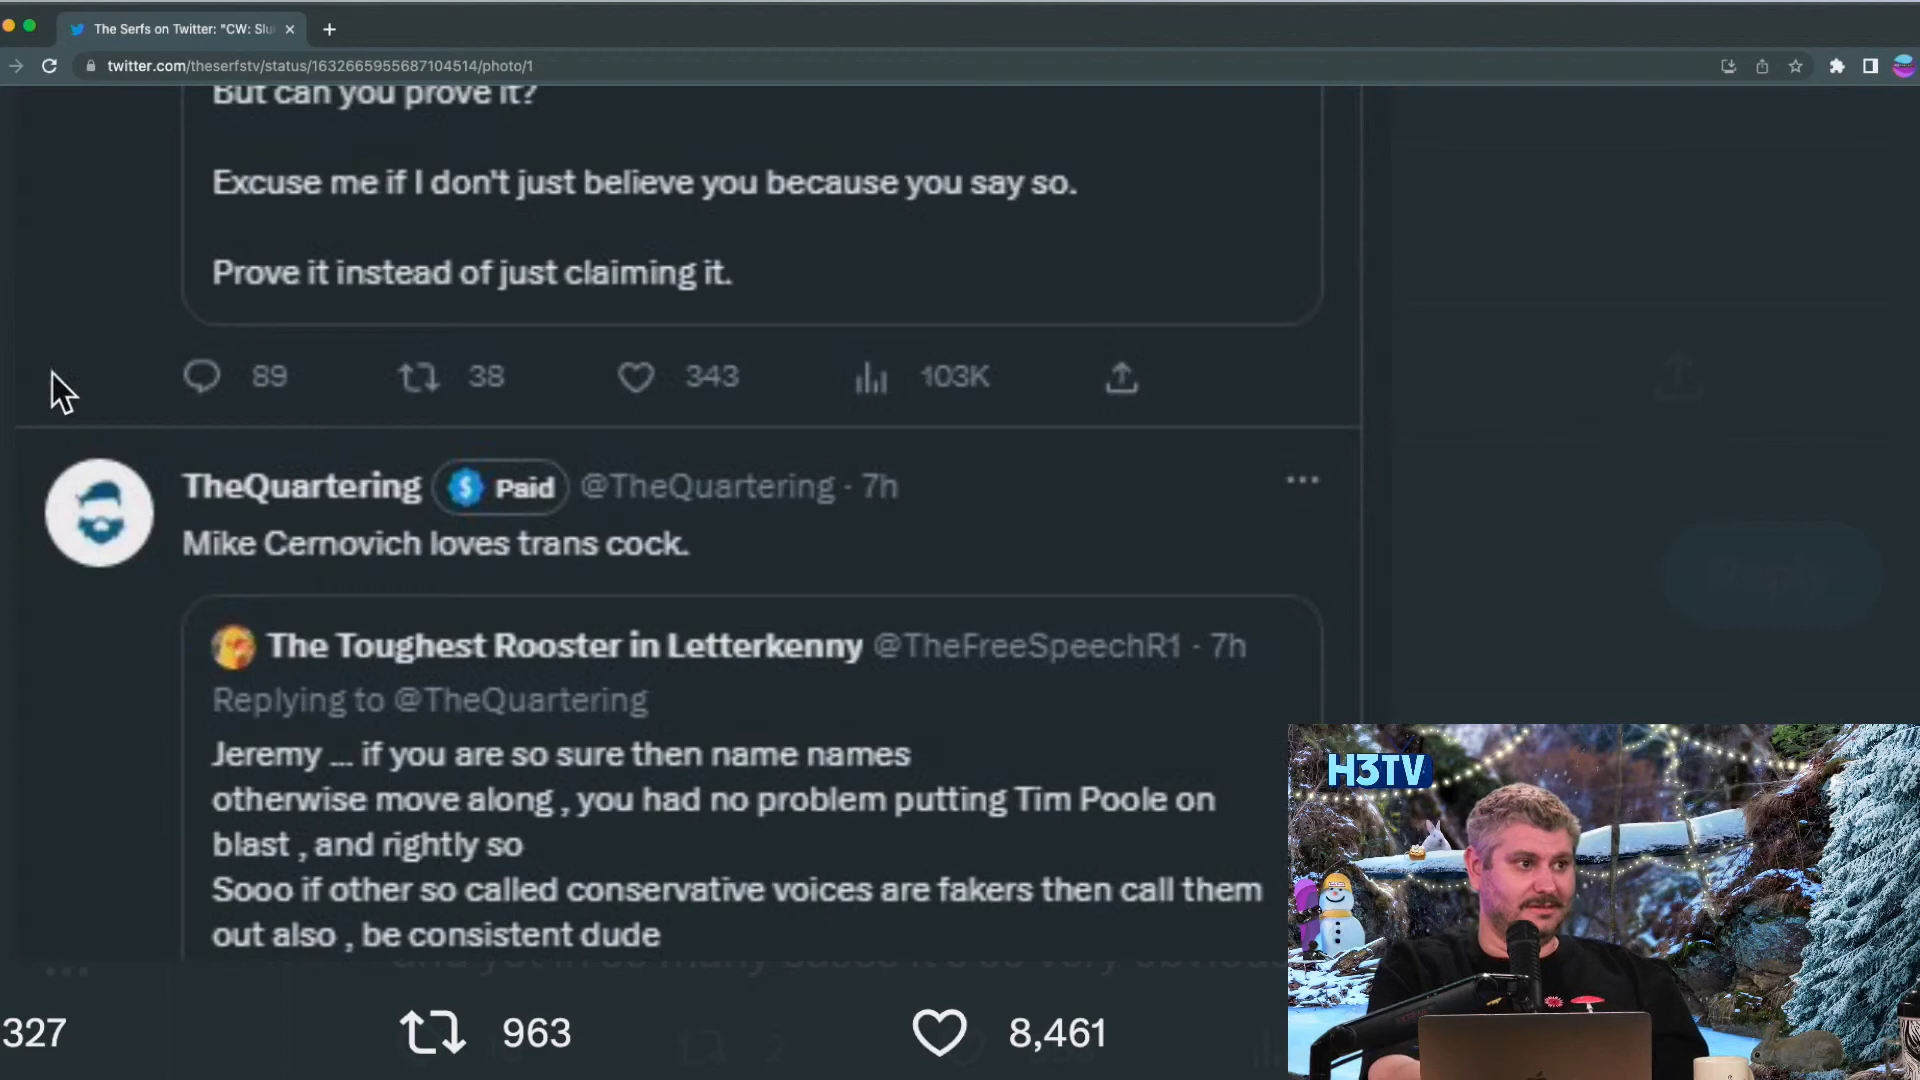 The Serfs on Twitter: "CW: Slu
twitter.com/theserfstv/status/1632665955687104514/photo/1
But can you prove it?
Excuse me if I don't just believe you because you say so.
Prove it instead of just claiming it.
89 38 343 103K
TheQuartering Paid @TheQuartering · 7h
Mike Cernovich loves trans cock.
The Toughest Rooster in Letterkenny @TheFreeSpeechR1 · 7h
Replying to @TheQuartering
Jeremy ... if you are so sure then name names
otherwise move along , you had no problem putting Tim Poole on
blast , and rightly so
Sooo if other so called conservative voices are fakers then call them
out also , be consistent dude
327 963 8,461
Reply
H3TV